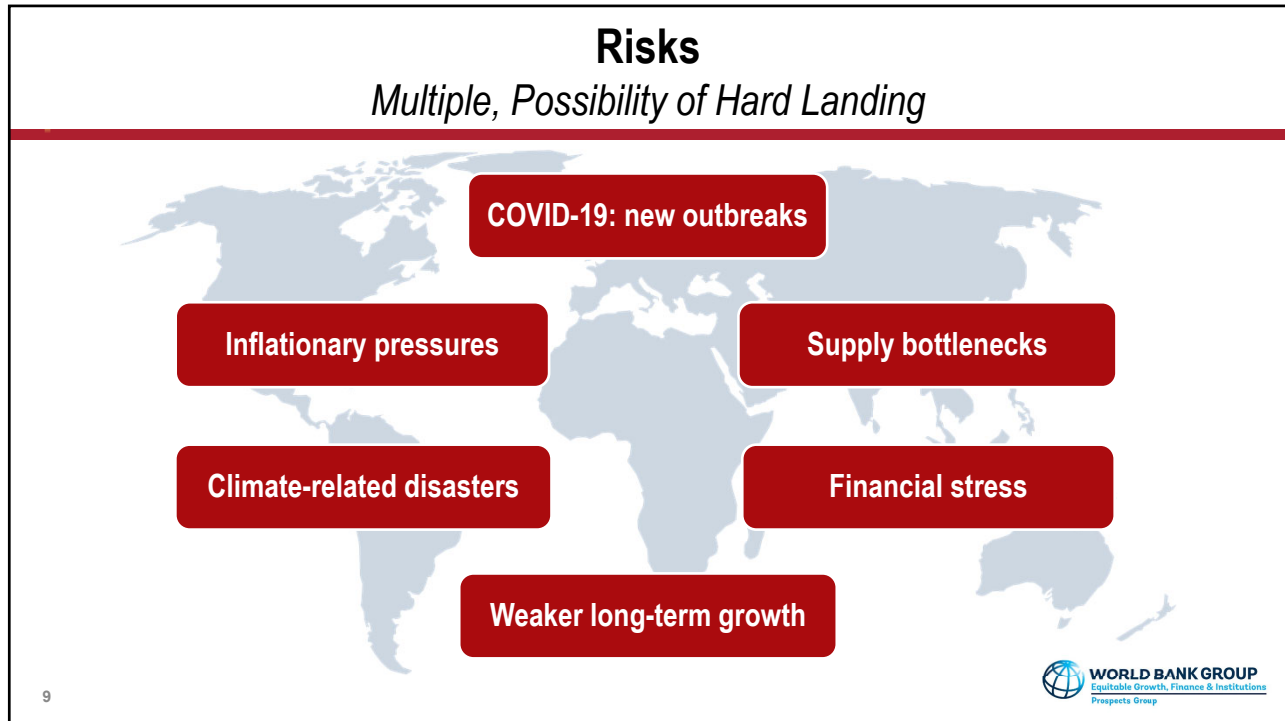 Risks
Multiple, Possibility of Hard Landing
COVID-19: new outbreaks
Inflationary pressures
Supply bottlenecks
Climate-related disasters
Financial stress
Weaker long-term growth
9
WORLD BANK GROUP
Equitable Growth, Finance & Institutions
Prospects Group